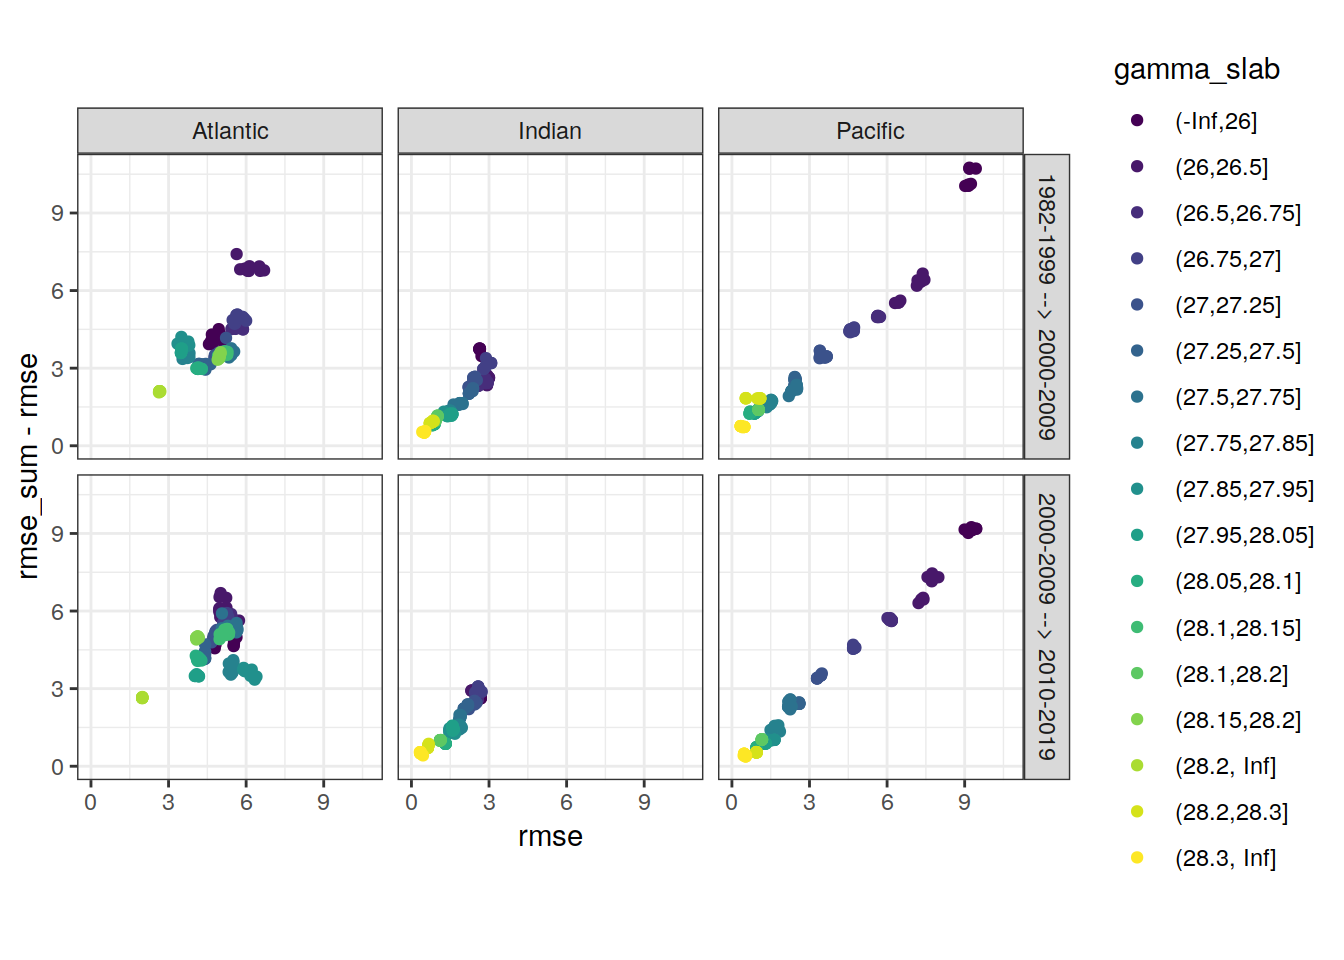 gamma_slab
(-Inf,26]
(26,26.5]
(26.5,26.75]
(26.75,27]
(27,27.25]
(27.25,27.5]
(27.5,27.75]
(27.75,27.85]
(27.85,27.95]
(27.95,28.05]
(28.05,28.1]
(28.1,28.15]
(28.1,28.2]
(28.15,28.2]
(28.2, Inf]
(28.2,28.3]
(28.3, Inf]
Atlantic Indian Pacific
1982-1999 --> 2000-2009
2000-2009 --> 2010-2019
rmse_sum - rmse
9
6
3
0
9
6
3
0
0 3 6 9 0 3 6 9 0 3 6 9
rmse